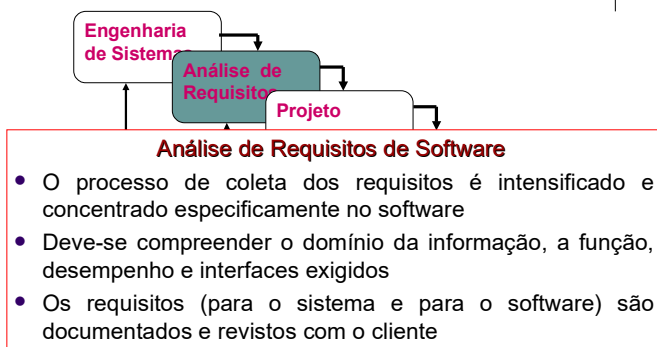 Engenharia
de Sistemas
Análise de
Requisitos
Projeto
Análise de Requisitos de Software
• O processo de coleta dos requisitos é intensificado e
concentrado especificamente no software
• Deve-se compreender o domínio da informação, a função,
desempenho e interfaces exigidos
• Os requisitos (para o sistema e para o software) são
documentados e revistos com o cliente